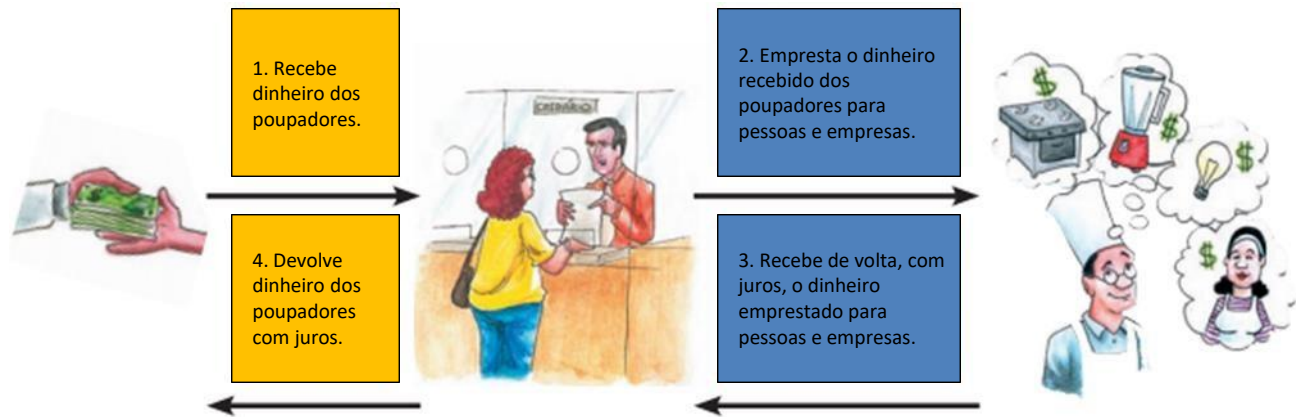 1. Recebe
dinheiro dos
poupadores.
2. Empresta o dinheiro
recebido dos
poupadores para
pessoas e empresas.
CREDIÁRIO
4. Devolve
dinheiro dos
poupadores
com juros.
3. Recebe de volta, com
juros, o dinheiro
emprestado para
pessoas e empresas.
$
$
$
$